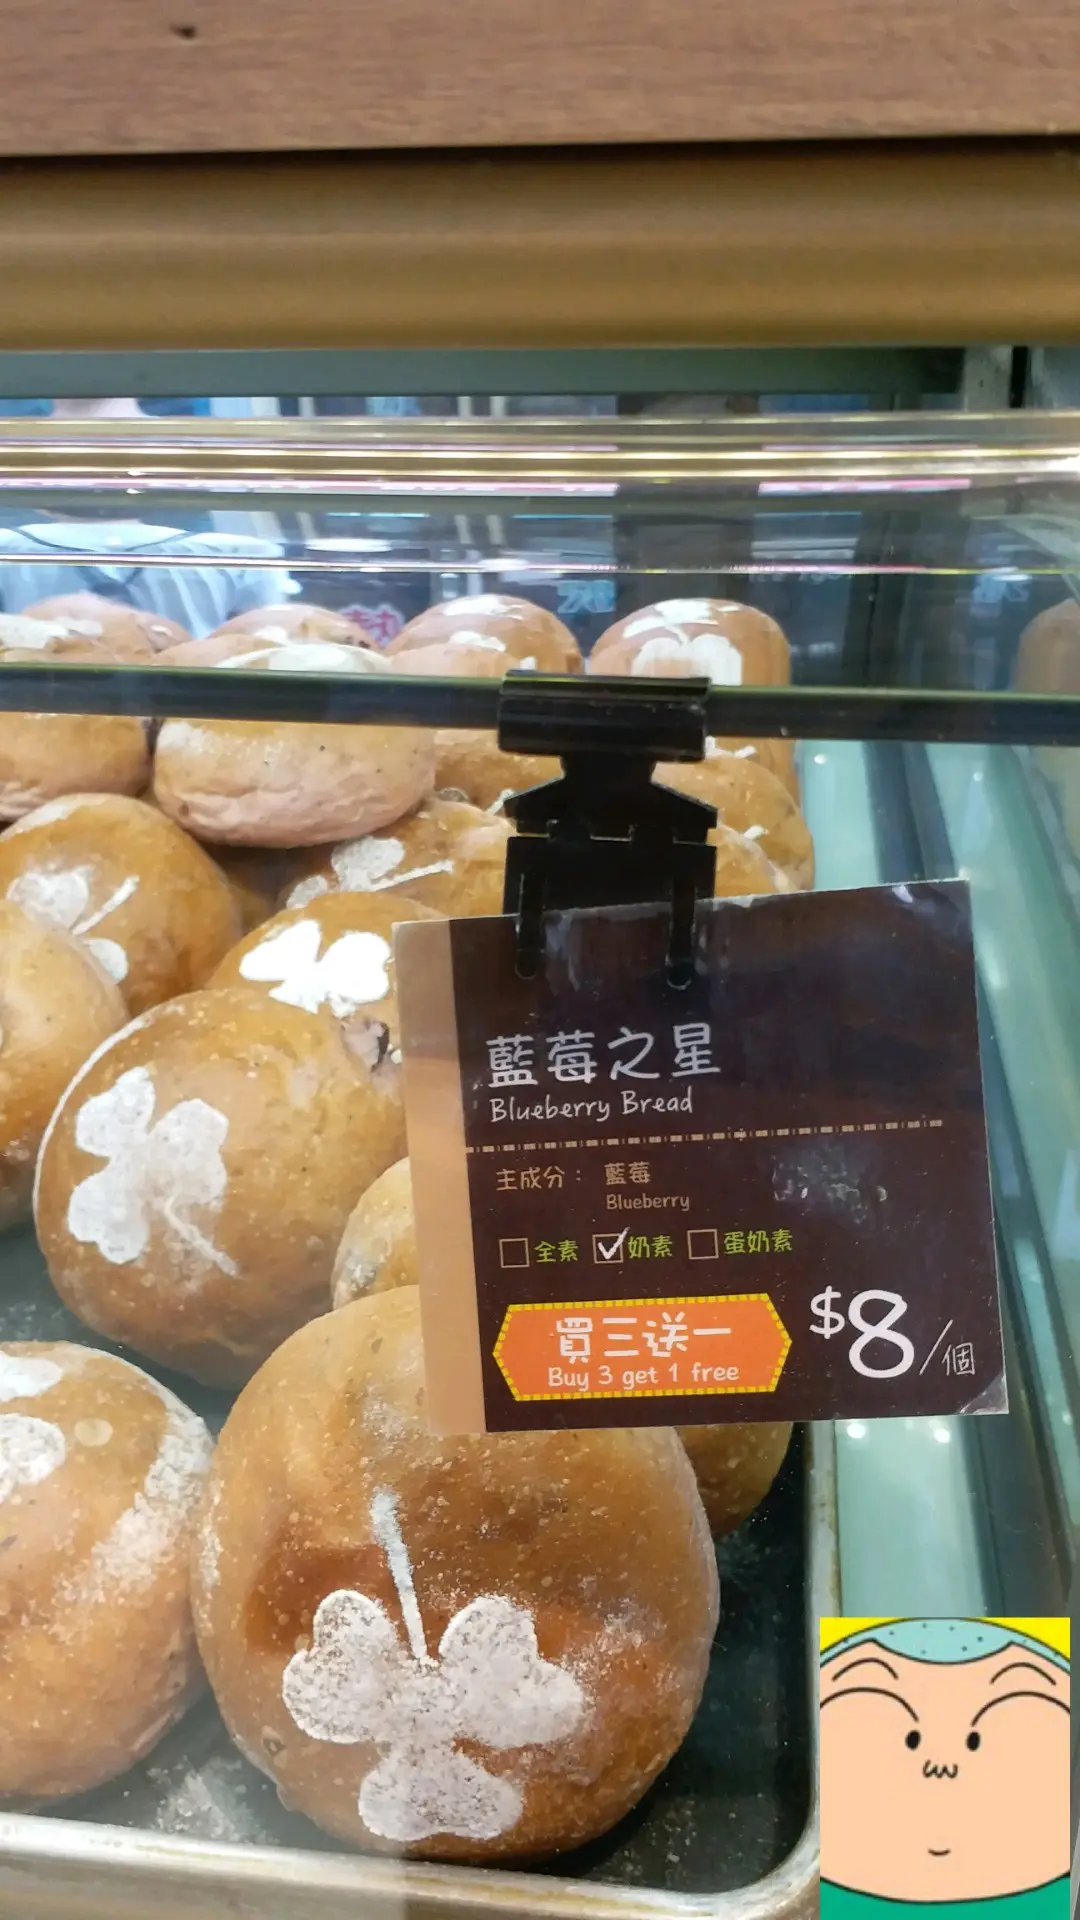 藍莓之星
Blueberry Bread
主成分： 藍莓
Blueberry
全素 奶素 蛋奶素
買三送一
Buy 3 get 1 free
$8/個